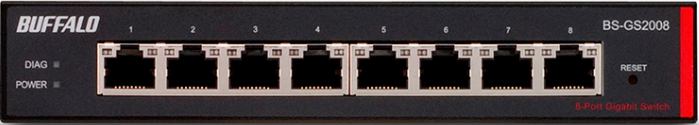 BUFFALO
BS-GS2008
1 2 3 4 5 6 7 8
DIAG
POWER
RESET
8-Port Gigabit Switch